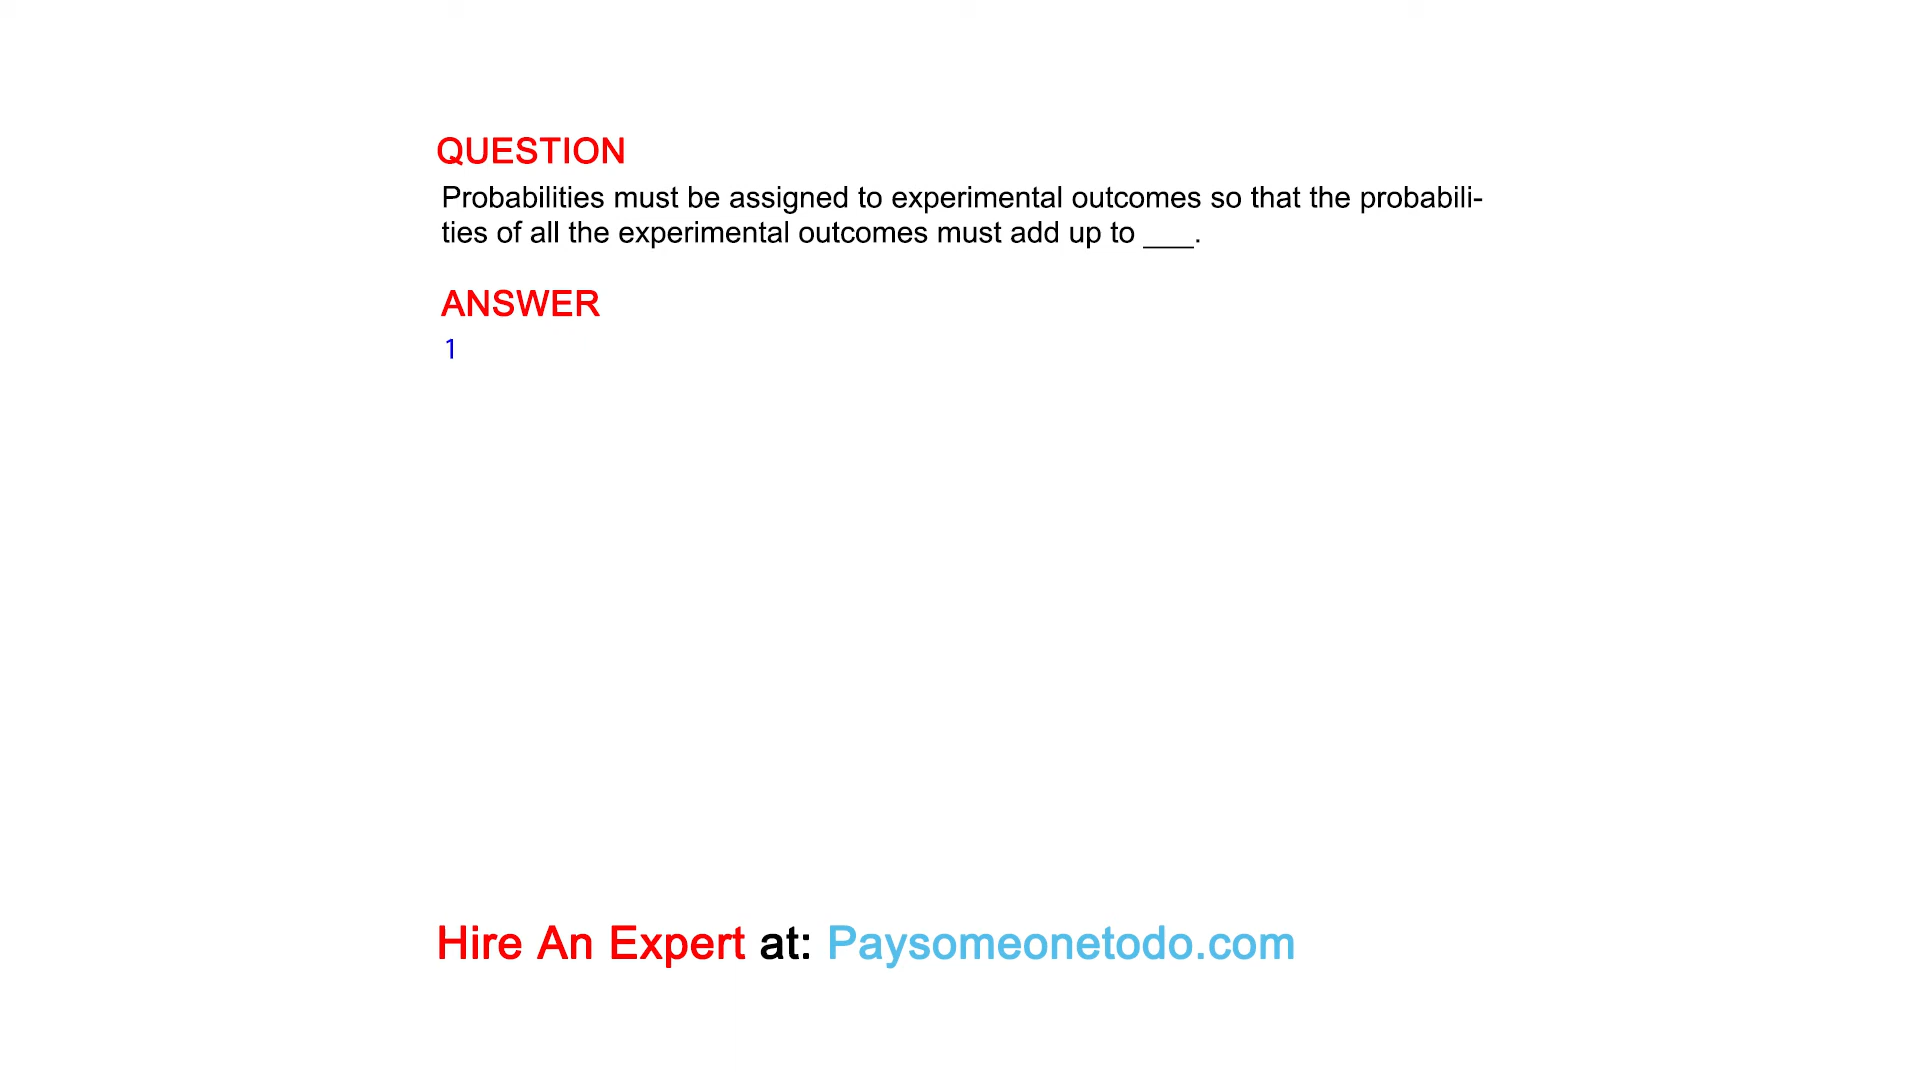 QUESTION
Probabilities must be assigned to experimental outcomes so that the probabili-
ties of all the experimental outcomes must add up to ___.
ANSWER
1
Hire An Expert at: Paysomeonetodo.com